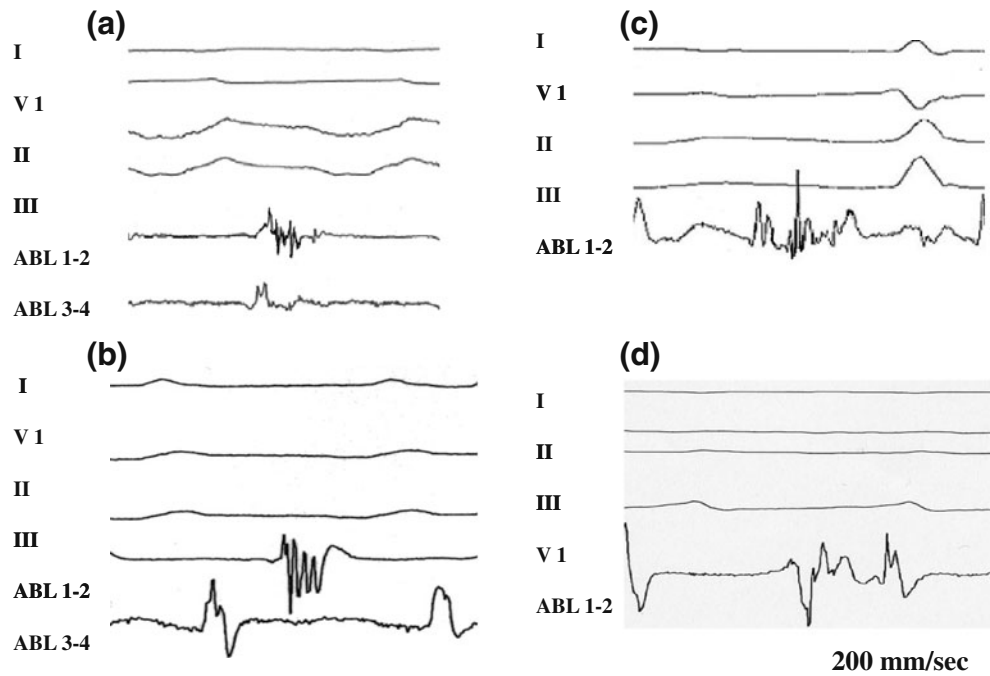 (a)
I
V 1
II
III
ABL 1-2
ABL 3-4
(b)
I
V 1
II
III
ABL 1-2
ABL 3-4
(c)
I
V 1
II
III
ABL 1-2
(d)
I
II
III
V 1
ABL 1-2
200 mm/sec